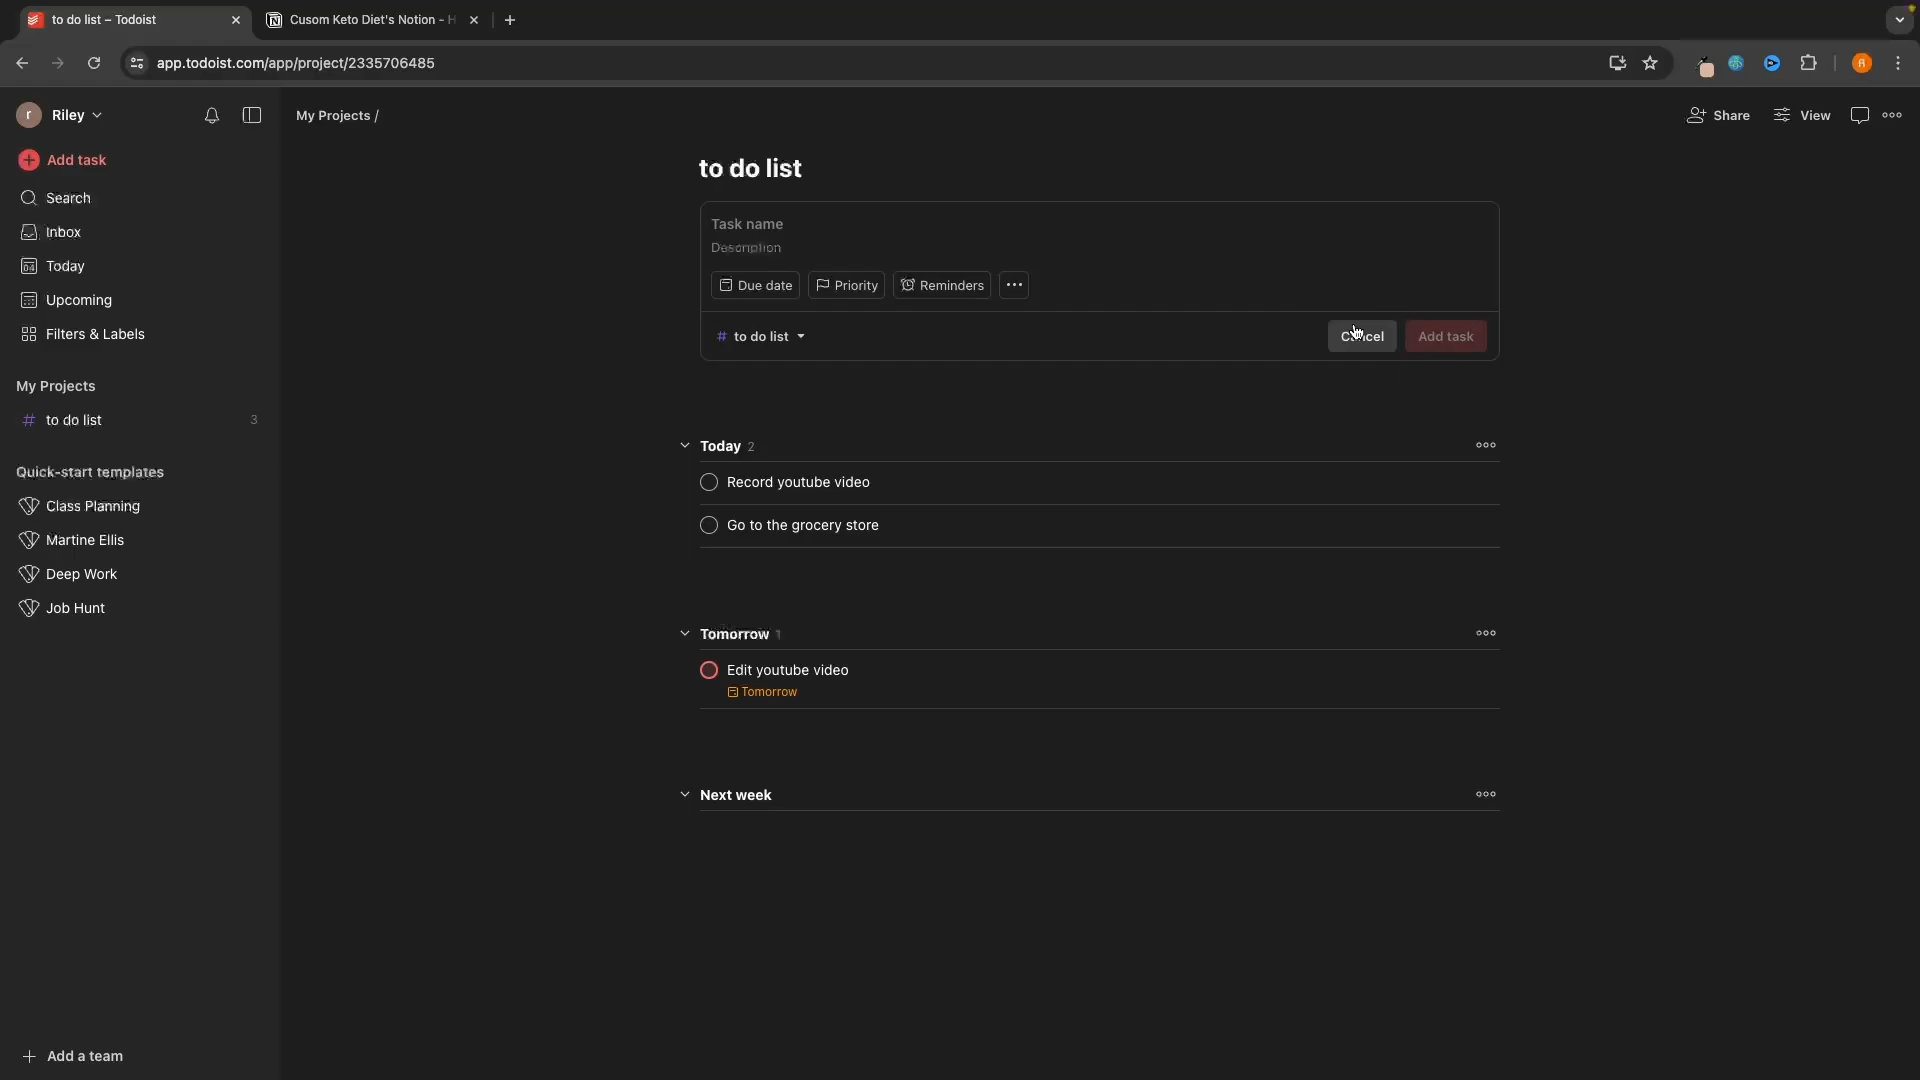 to do list – Todoist
Cusom Keto Diet's Notion - H
app.todoist.com/app/project/2335706485
r
Riley
My Projects /
Share
View
Add task
Search
Inbox
04
Today
Upcoming
Filters & Labels
My Projects
# to do list 3
Quick-start templates
Class Planning
Martine Ellis
Deep Work
Job Hunt
Add a team
to do list
Task name
Description
Due date
Priority
Reminders
# to do list
Cancel
Add task
Today 2
Record youtube video
Go to the grocery store
Tomorrow 1
Edit youtube video
Tomorrow
Next week